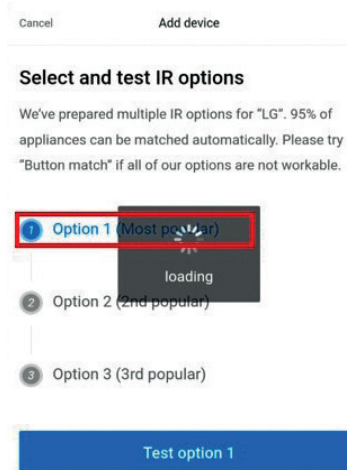 Cancel Add device
Select and test IR options
We've prepared multiple IR options for "LG". 95% of
appliances can be matched automatically. Please try
"Button match" if all of our options are not workable.
1 Option 1 (Most popular)
loading
2 Option 2 (2nd popular)
3 Option 3 (3rd popular)
Test option 1